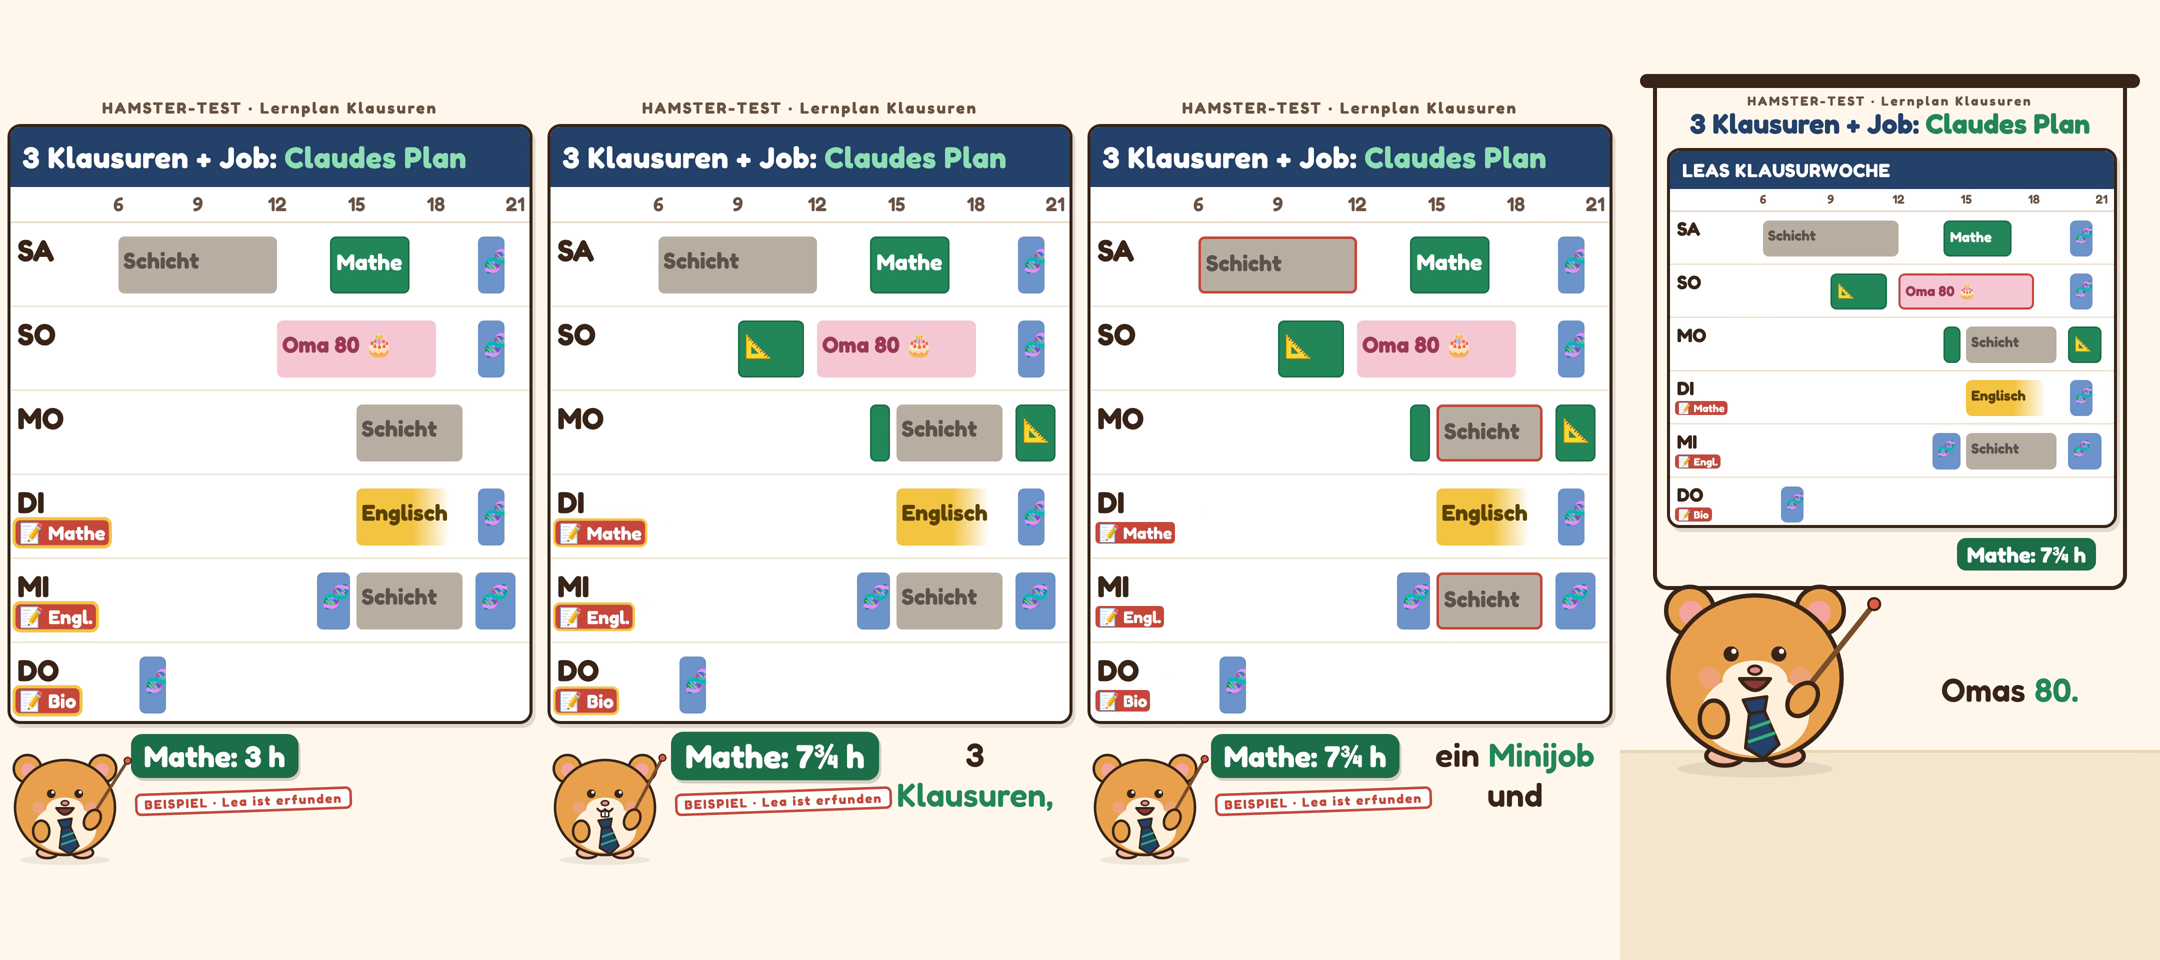 HAMSTER-TEST · Lernplan Klausuren
3 Klausuren + Job: Claudes Plan
6 9 12 15 18 21
SA Schicht Mathe
SO Oma 80
MO Schicht
DI Englisch
Mathe
MI Schicht
Engl.
DO
Bio
Mathe: 3 h
BEISPIEL · Lea ist erfunden
HAMSTER-TEST · Lernplan Klausuren
3 Klausuren + Job: Claudes Plan
6 9 12 15 18 21
SA Schicht Mathe
SO Oma 80
MO Schicht
DI Englisch
Mathe
MI Schicht
Engl.
DO
Bio
Mathe: 7¾ h
BEISPIEL · Lea ist erfunden
3
Klausuren,
HAMSTER-TEST · Lernplan Klausuren
3 Klausuren + Job: Claudes Plan
6 9 12 15 18 21
SA Schicht Mathe
SO Oma 80
MO Schicht
DI Englisch
Mathe
MI Schicht
Engl.
DO
Bio
Mathe: 7¾ h
BEISPIEL · Lea ist erfunden
ein Minijob
und
HAMSTER-TEST · Lernplan Klausuren
3 Klausuren + Job: Claudes Plan
LEAS KLAUSURWOCHE
6 9 12 15 18 21
SA Schicht Mathe
SO Oma 80
MO Schicht
DI Englisch
Mathe
MI Schicht
Engl.
DO
Bio
Mathe: 7¾ h
Omas 80.